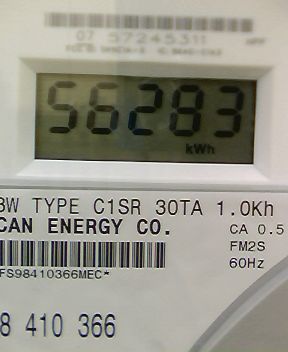 07 57245311
56283
kWh
3W TYPE C1SR 30TA 1.0Kh
CAN ENERGY CO.
CA 0.5
FM2S
60Hz
FS98410366MEC*
8 410 366